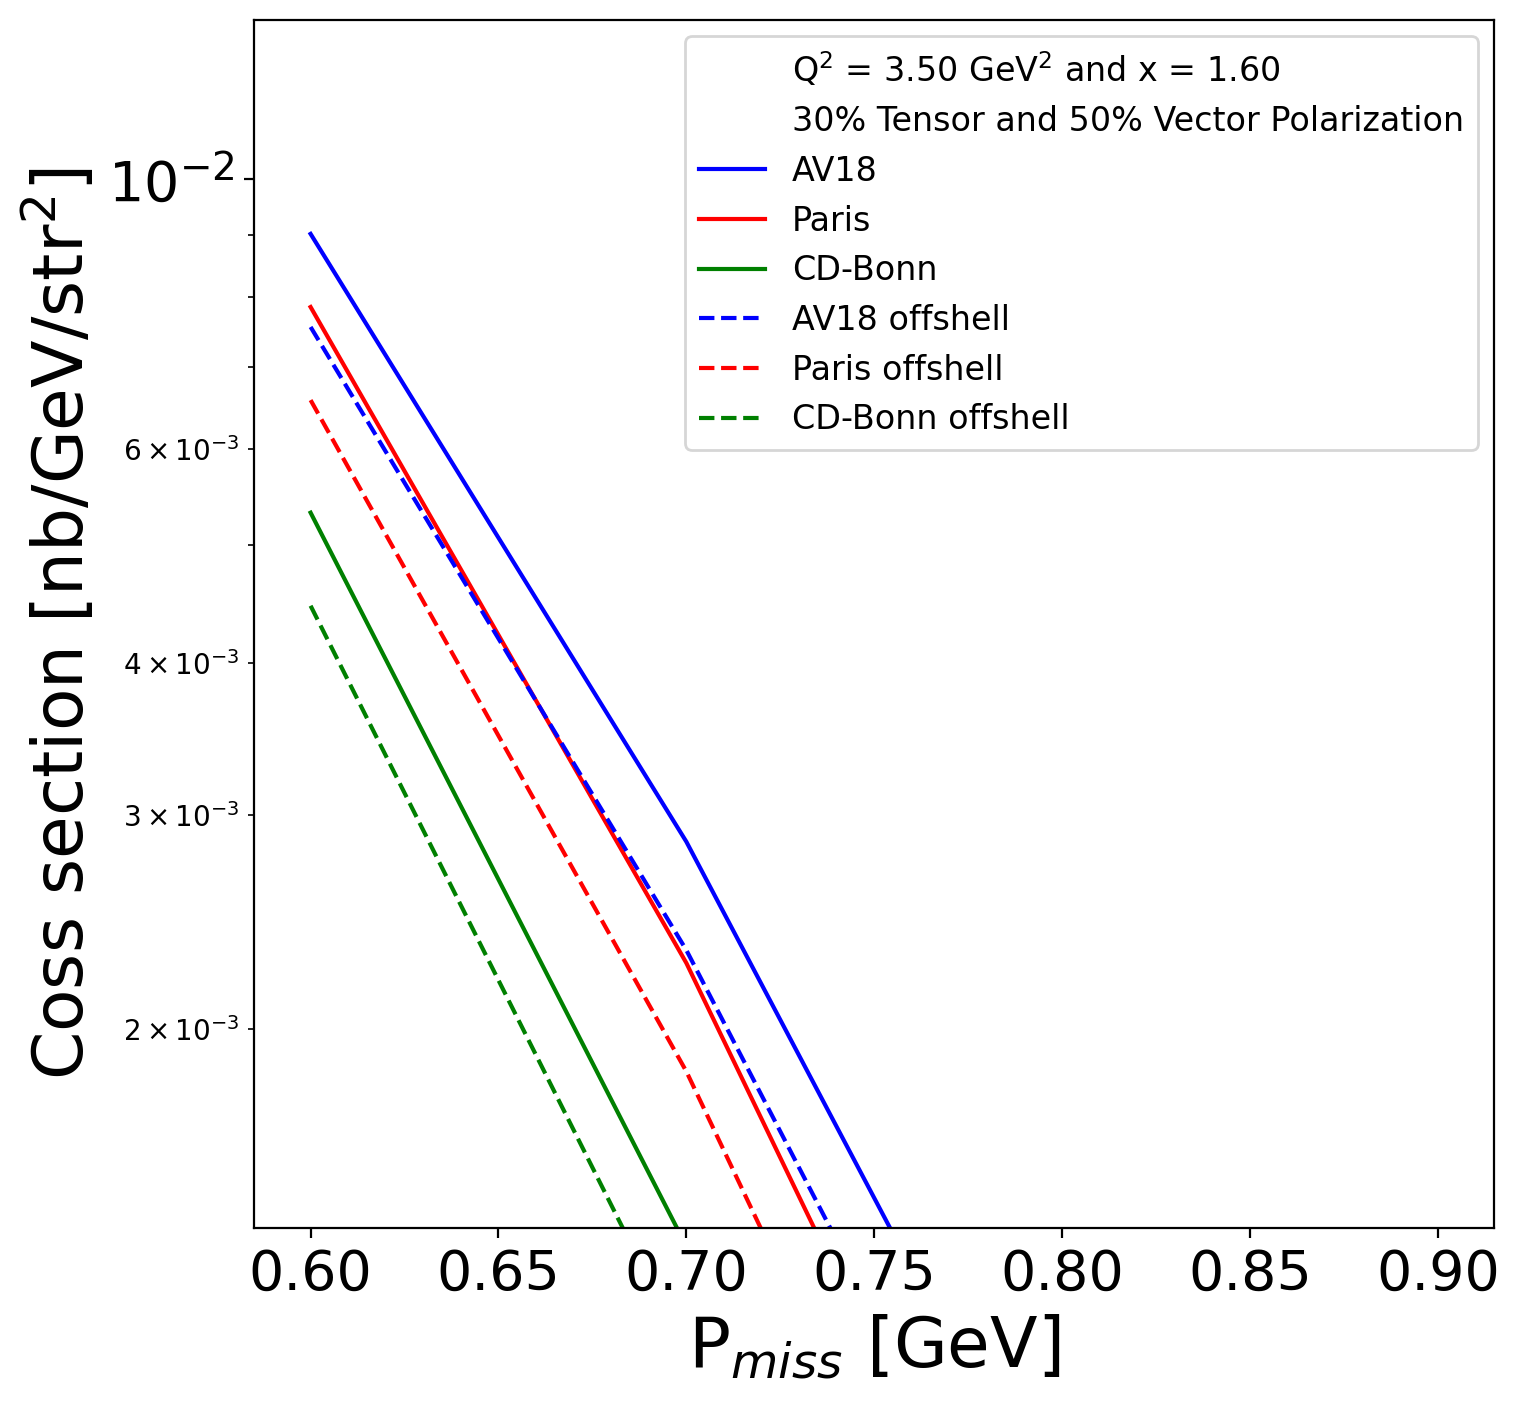 Q² = 3.50 GeV² and x = 1.60
30% Tensor and 50% Vector Polarization
AV18
Paris
CD-Bonn
AV18 offshell
Paris offshell
CD-Bonn offshell
Coss section [nb/GeV/str²]
10⁻²
6 × 10⁻³
4 × 10⁻³
3 × 10⁻³
2 × 10⁻³
0.60 0.65 0.70 0.75 0.80 0.85 0.90
P_miss [GeV]